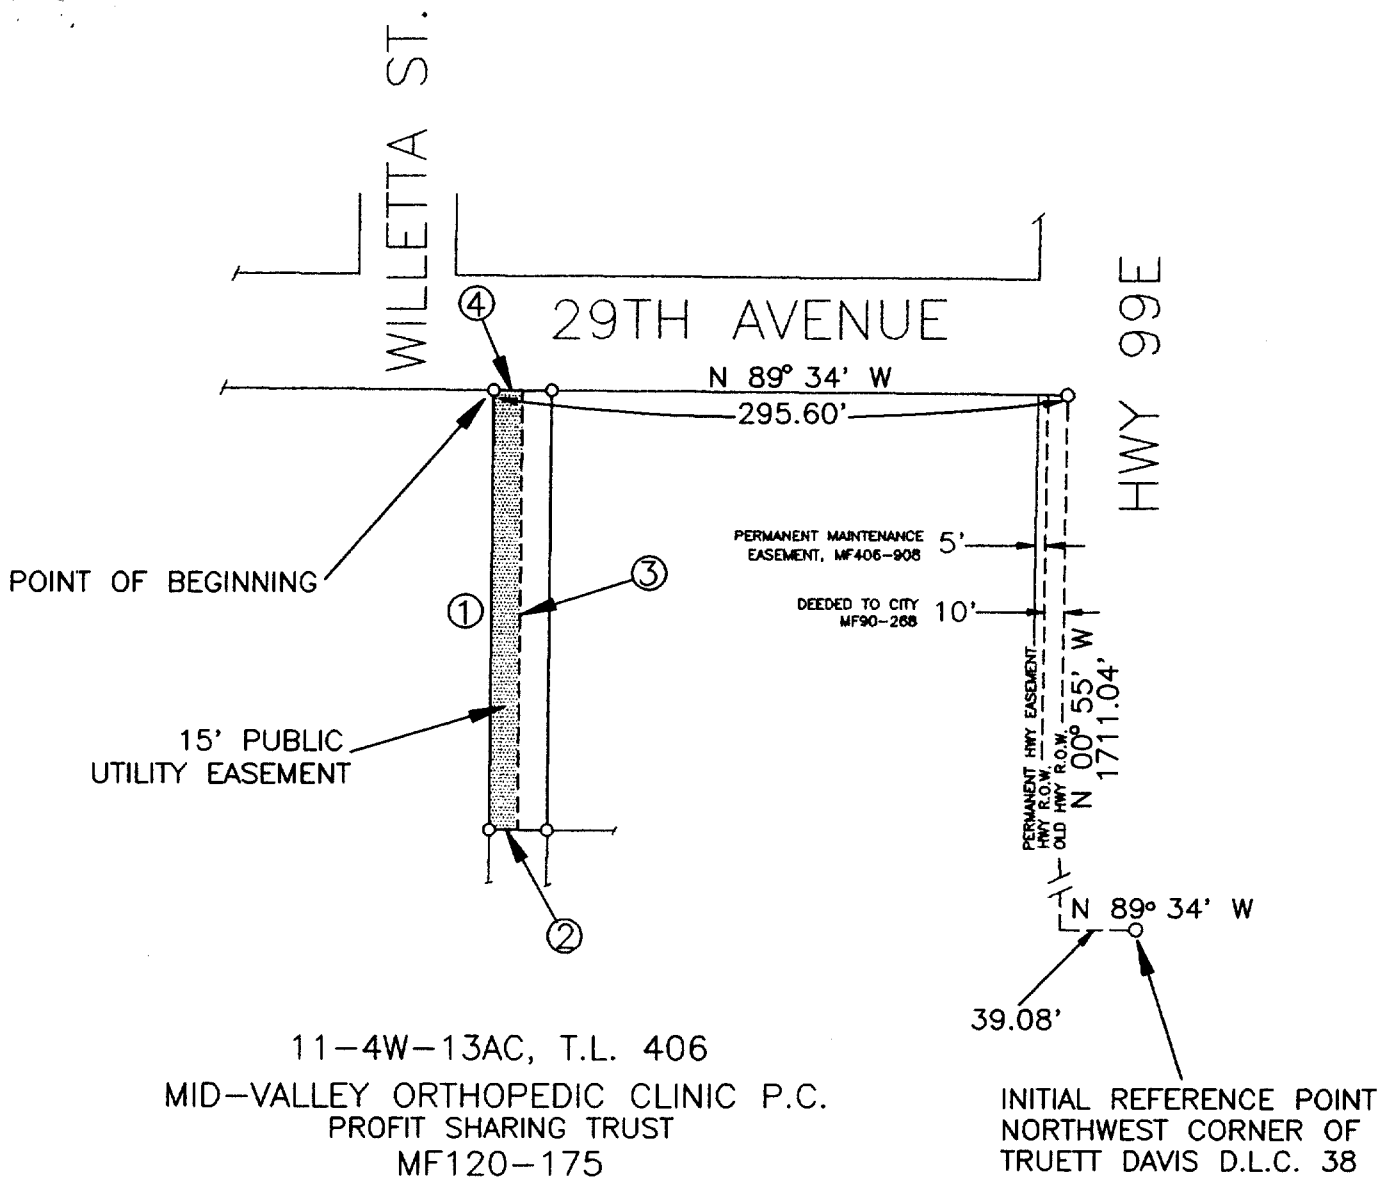 WILLETTA ST.
④
29TH AVENUE
HWY 99E
N 89° 34' W
295.60'
PERMANENT MAINTENANCE 5'
EASEMENT, MF406-908
③
POINT OF BEGINNING
①
DEEDED TO CITY 10'
MF90-268
PERMANENT HWY EASEMENT
HWY R.O.W.
OLD HWY R.O.W.
N 00° 55' W
1711.04'
15' PUBLIC
UTILITY EASEMENT
②
N 89° 34' W
39.08'
11-4W-13AC, T.L. 406
MID-VALLEY ORTHOPEDIC CLINIC P.C.
PROFIT SHARING TRUST
MF120-175
INITIAL REFERENCE POINT
NORTHWEST CORNER OF
TRUETT DAVIS D.L.C. 38